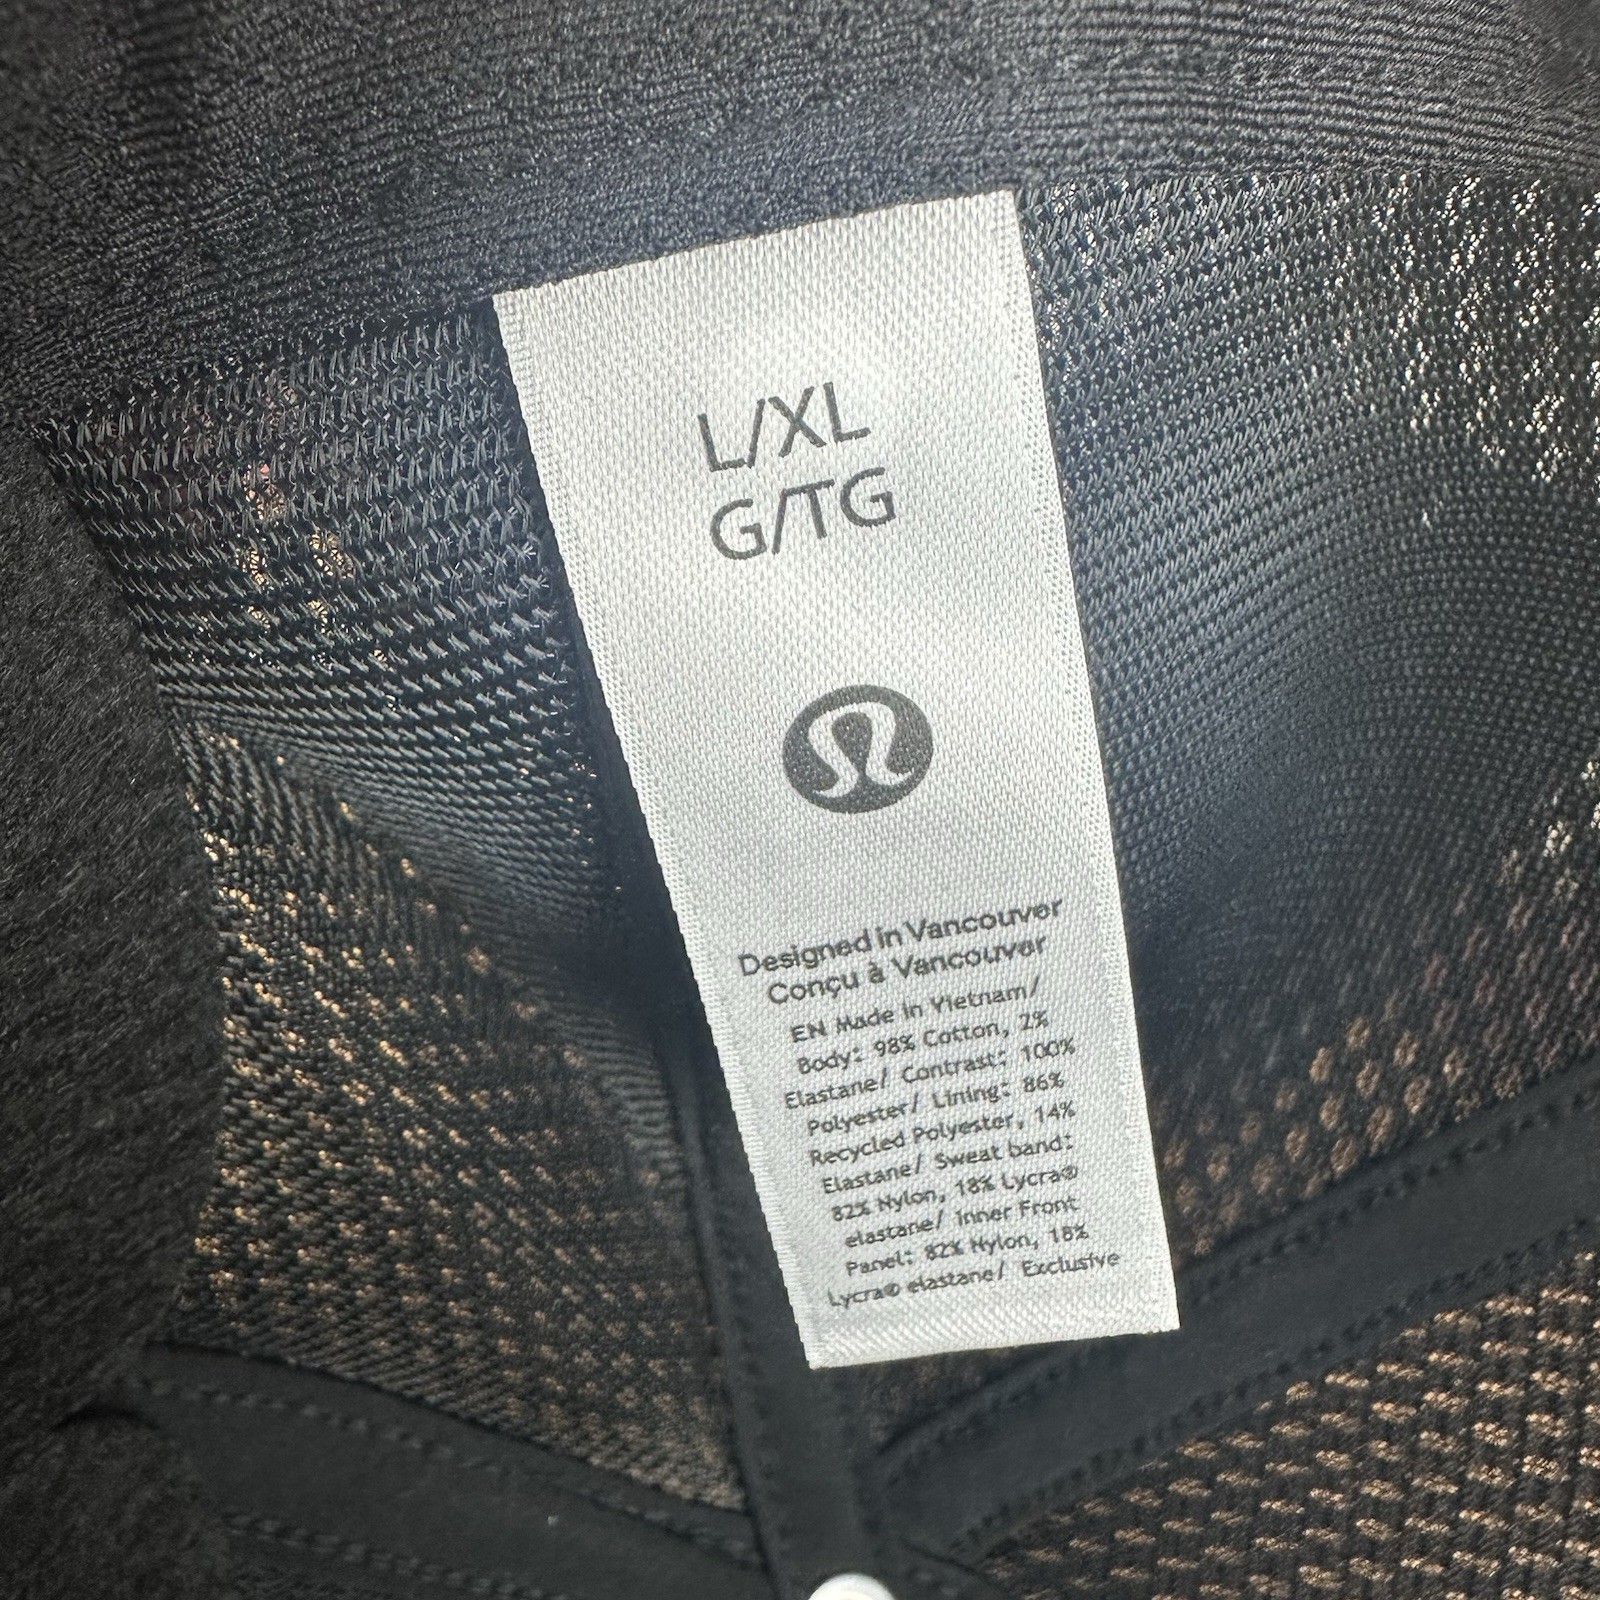 L/XL
G/TG
Designed in Vancouver
Conçu à Vancouver
EN Made in Vietnam/
Body: 98% Cotton, 2%
Elastane/ Contrast: 100%
Polyester/ Lining: 86%
Recycled Polyester, 14%
Elastane/ Sweat band:
82% Nylon, 18% Lycra®
elastane/ Inner Front
Panel: 82% Nylon, 18%
Lycra® elastane/ Exclusive